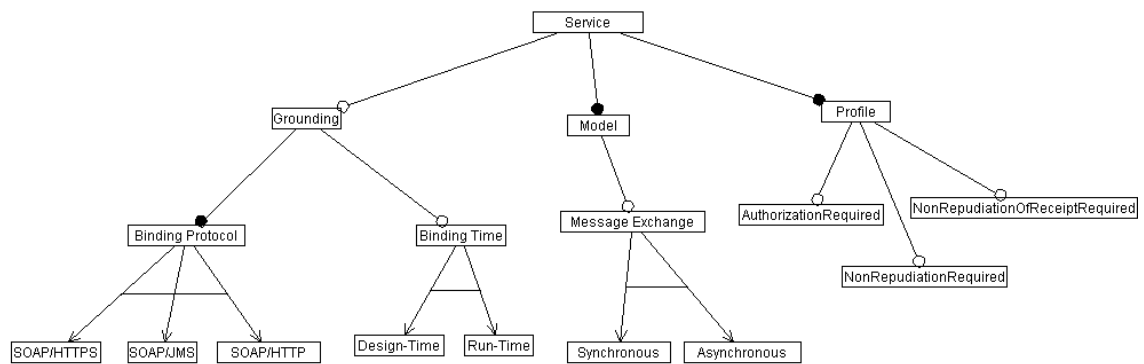 Service
Grounding
Model
Profile
Binding Protocol
Binding Time
Message Exchange
AuthorizationRequired
NonRepudiationOfReceiptRequired
NonRepudiationRequired
SOAP/HTTPS
SOAP/JMS
SOAP/HTTP
Design-Time
Run-Time
Synchronous
Asynchronous